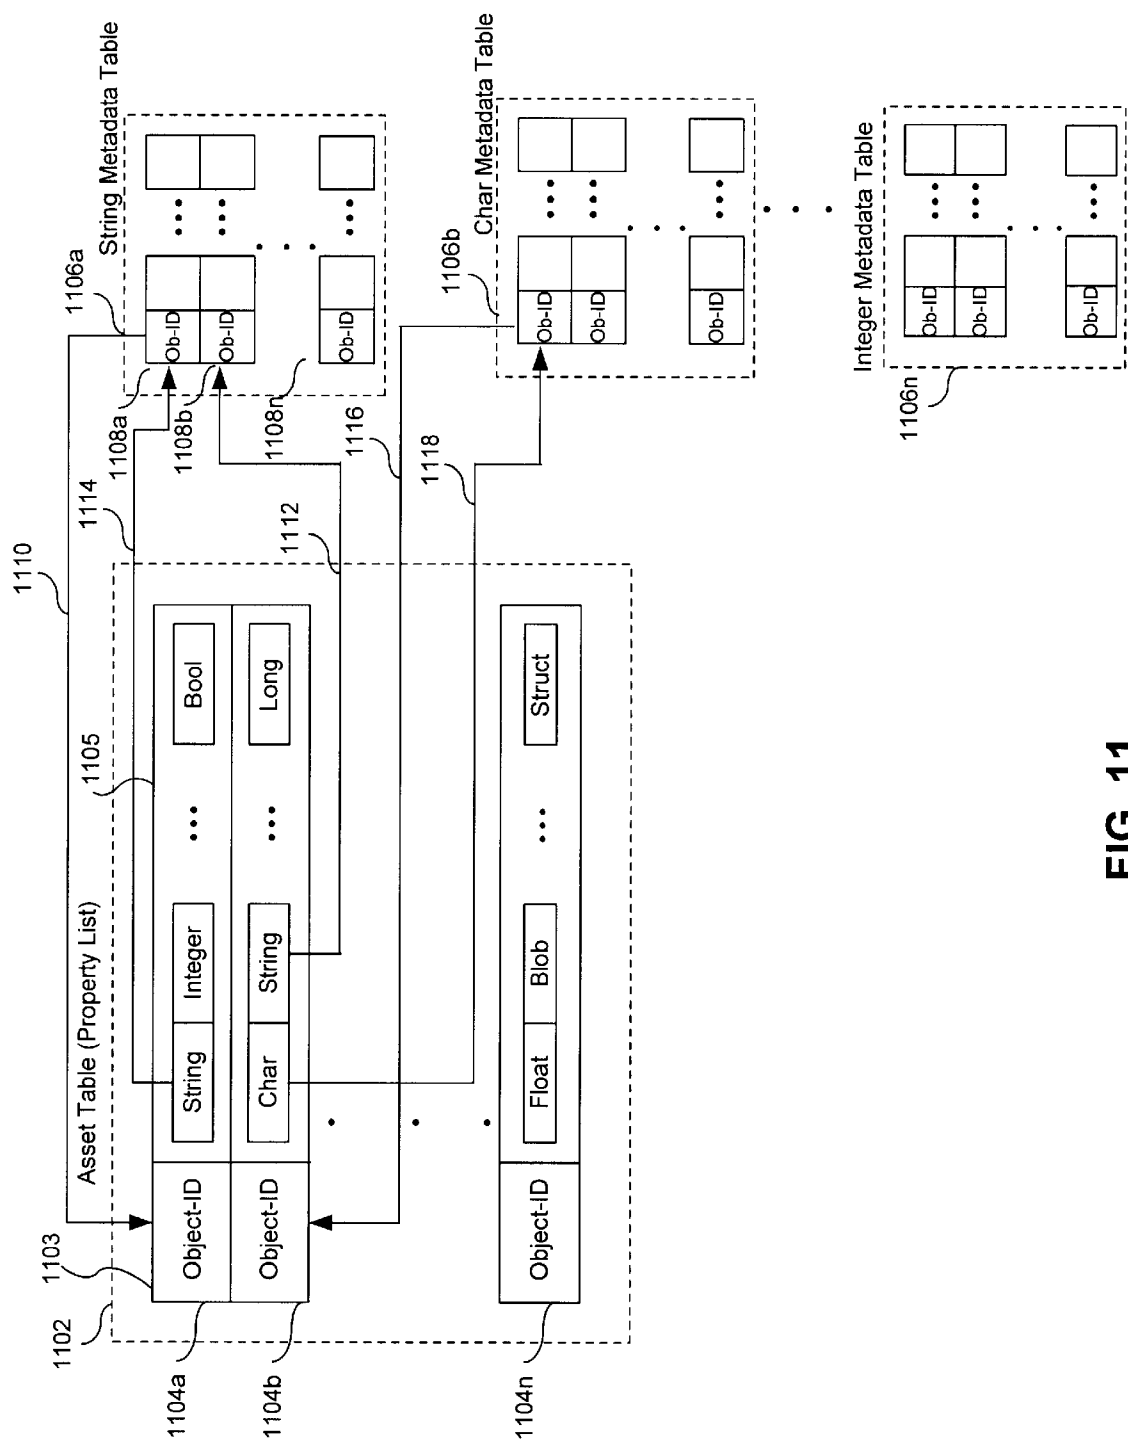 1110
1114
1106a
String Metadata Table
1108a
Ob-ID
1108b
Ob-ID
1108n
Ob-ID
Asset Table (Property List)
1102
1103
1105
1104a
Object-ID
String
Integer
Bool
1104b
Object-ID
Char
String
Long
1112
1116
1118
1104n
Object-ID
Float
Blob
Struct
1106b
Char Metadata Table
Ob-ID
Ob-ID
Ob-ID
Integer Metadata Table
Ob-ID
Ob-ID
Ob-ID
1106n
FIG. 11